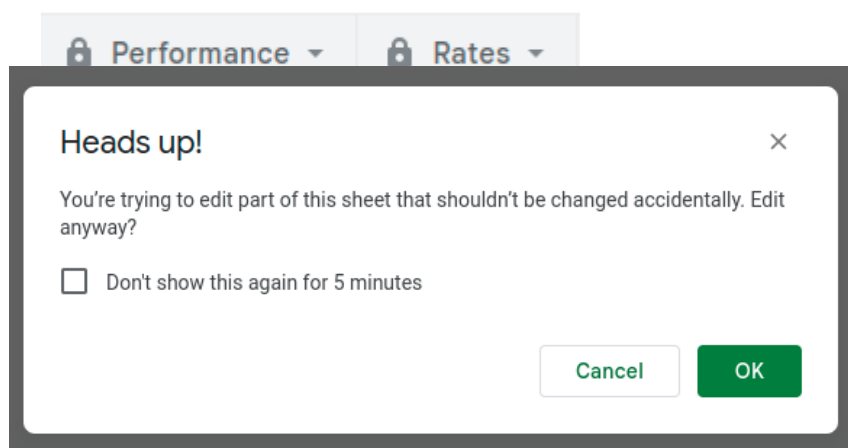 Performance Rates
Heads up!
You're trying to edit part of this sheet that shouldn't be changed accidentally. Edit
anyway?
Don't show this again for 5 minutes
Cancel OK